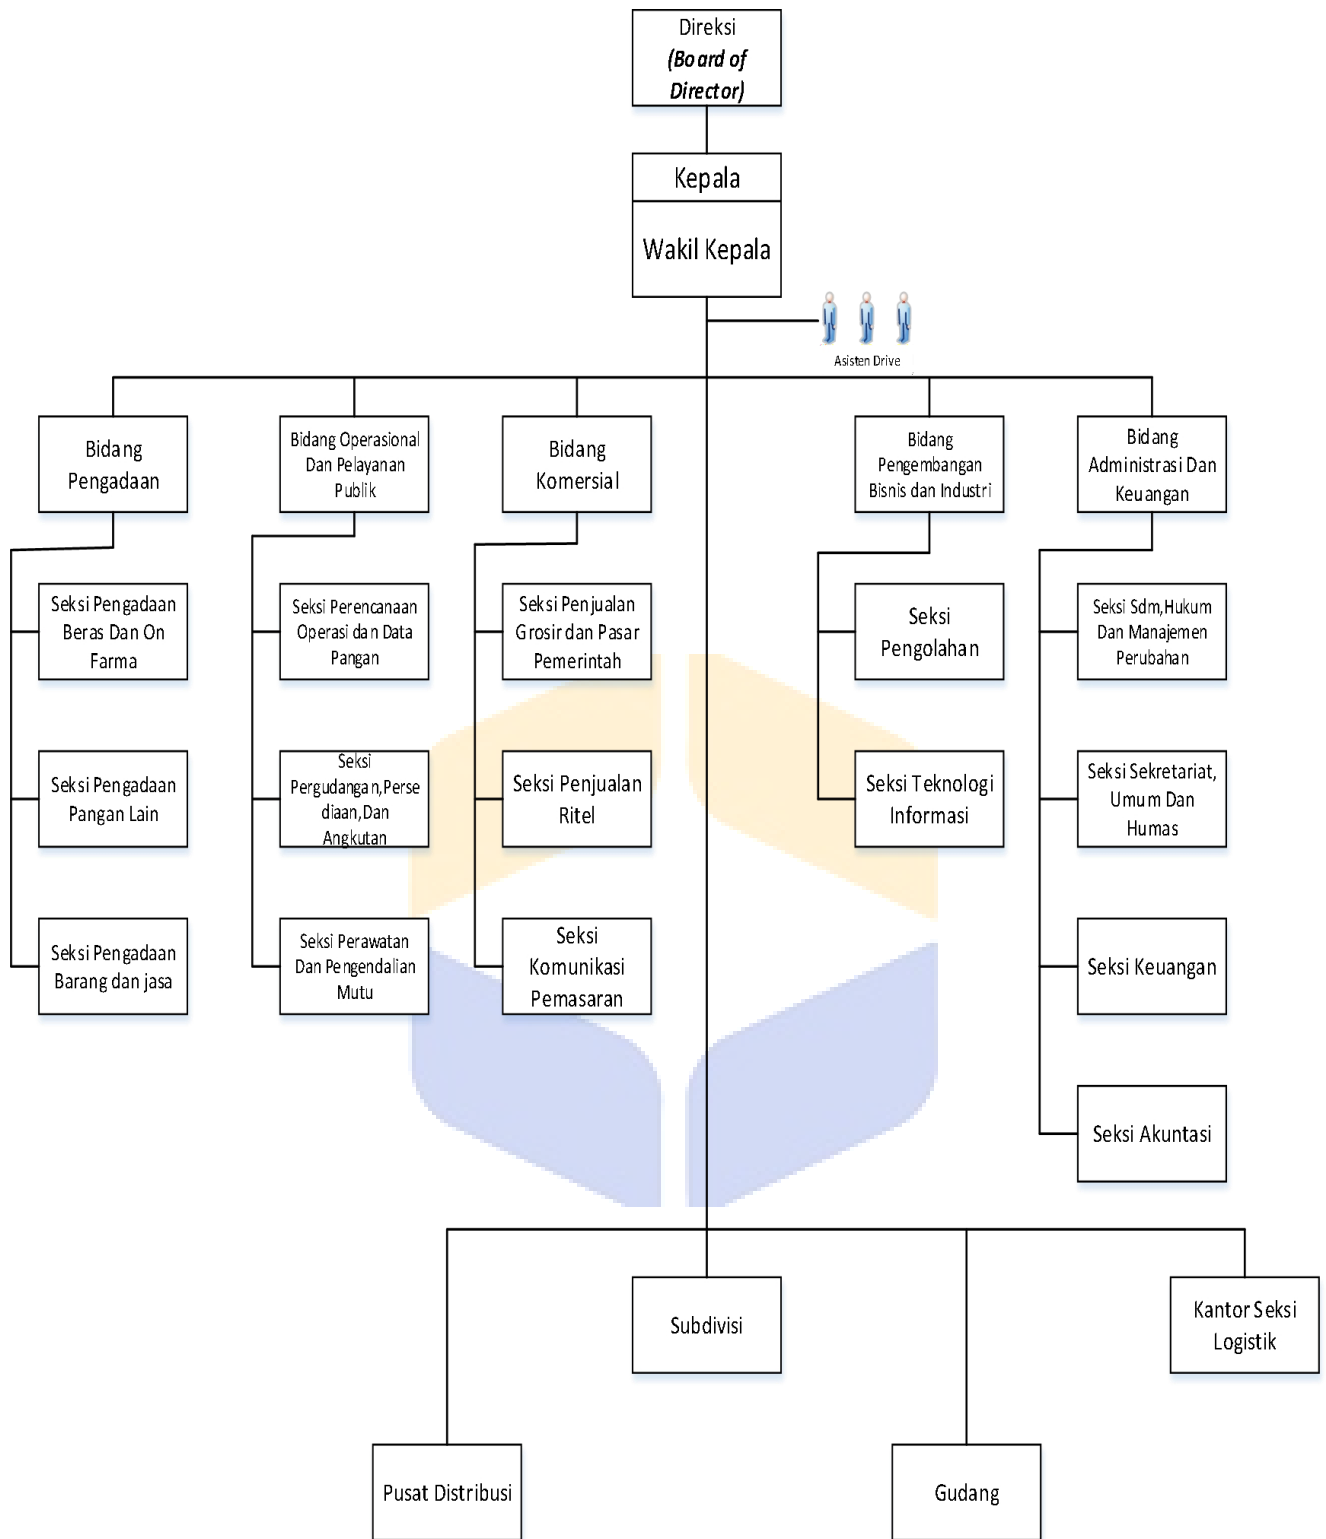 Direksi
(Board of
Director)
Kepala
Wakil Kepala
Asisten Drive
Bidang
Pengadaan
Bidang Operasional
Dan Pelayanan
Publik
Bidang
Komersial
Bidang
Pengembangan
Bisnis dan Industri
Bidang
Administrasi Dan
Keuangan
Seksi Pengadaan
Beras Dan On
Farma
Seksi Perencanaan
Operasi dan Data
Pangan
Seksi Penjualan
Grosir dan Pasar
Pemerintah
Seksi
Pengolahan
Seksi Sdm,Hukum
Dan Manajemen
Perubahan
Seksi Pengadaan
Pangan Lain
Seksi
Pergudangan,Perse
diaan,Dan
Angkutan
Seksi Penjualan
Ritel
Seksi Teknologi
Informasi
Seksi Sekretariat,
Umum Dan
Humas
Seksi Pengadaan
Barang dan jasa
Seksi Perawatan
Dan Pengendalian
Mutu
Seksi
Komunikasi
Pemasaran
Seksi Keuangan
Seksi Akuntasi
Subdivisi
Kantor Seksi
Logistik
Pusat Distribusi
Gudang